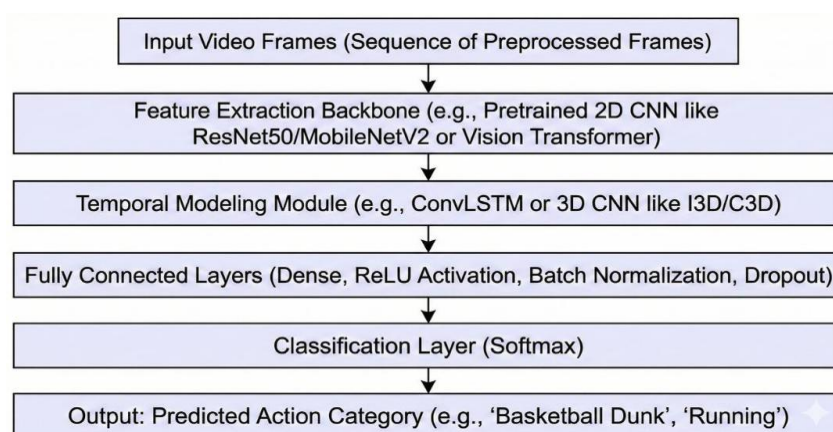 Input Video Frames (Sequence of Preprocessed Frames)
Feature Extraction Backbone (e.g., Pretrained 2D CNN like
ResNet50/MobileNetV2 or Vision Transformer)
Temporal Modeling Module (e.g., ConvLSTM or 3D CNN like I3D/C3D)
Fully Connected Layers (Dense, ReLU Activation, Batch Normalization, Dropout)
Classification Layer (Softmax)
Output: Predicted Action Category (e.g., ‘Basketball Dunk’, ‘Running’)